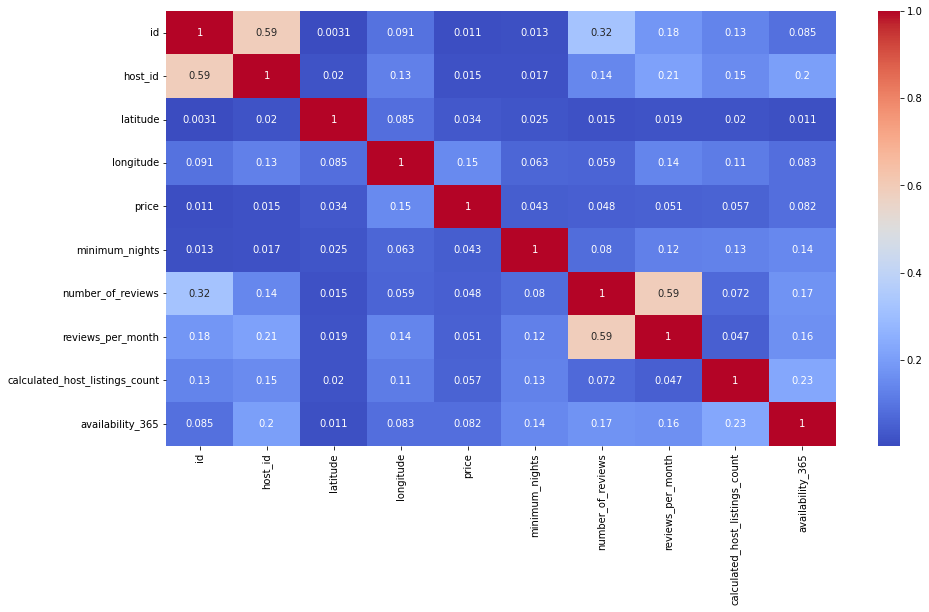 id 1 0.59 0.0031 0.091 0.011 0.013 0.32 0.18 0.13 0.085
host_id 0.59 1 0.02 0.13 0.015 0.017 0.14 0.21 0.15 0.2
latitude 0.0031 0.02 1 0.085 0.034 0.025 0.015 0.019 0.02 0.011
longitude 0.091 0.13 0.085 1 0.15 0.063 0.059 0.14 0.11 0.083
price 0.011 0.015 0.034 0.15 1 0.043 0.048 0.051 0.057 0.082
minimum_nights 0.013 0.017 0.025 0.063 0.043 1 0.08 0.12 0.13 0.14
number_of_reviews 0.32 0.14 0.015 0.059 0.048 0.08 1 0.59 0.072 0.17
reviews_per_month 0.18 0.21 0.019 0.14 0.051 0.12 0.59 1 0.047 0.16
calculated_host_listings_count 0.13 0.15 0.02 0.11 0.057 0.13 0.072 0.047 1 0.23
availability_365 0.085 0.2 0.011 0.083 0.082 0.14 0.17 0.16 0.23 1
id
host_id
latitude
longitude
price
minimum_nights
number_of_reviews
reviews_per_month
calculated_host_listings_count
availability_365
1.0
0.8
0.6
0.4
0.2